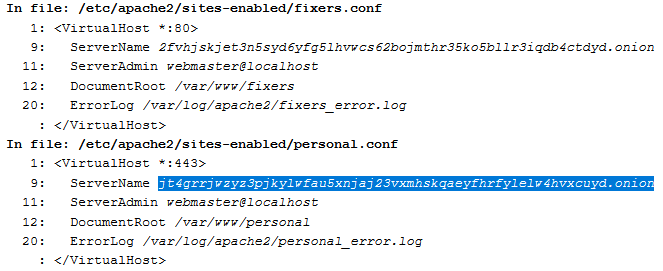 In file: /etc/apache2/sites-enabled/fixers.conf
1: <VirtualHost *:80>
9: ServerName 2fvhjskjet3n5syd6yfg5lhvwcs62bojmthr35ko5bllr3iqdb4ctdyd.onion
11: ServerAdmin webmaster@localhost
12: DocumentRoot /var/www/fixers
20: ErrorLog /var/log/apache2/fixers_error.log
: </VirtualHost>
In file: /etc/apache2/sites-enabled/personal.conf
1: <VirtualHost *:443>
9: ServerName jt4grrjwzyz3pjkylwfau5xnjaj23vxmhskqaeyfhrfylelw4hvxcuyd.onion
11: ServerAdmin webmaster@localhost
12: DocumentRoot /var/www/personal
20: ErrorLog /var/log/apache2/personal_error.log
: </VirtualHost>